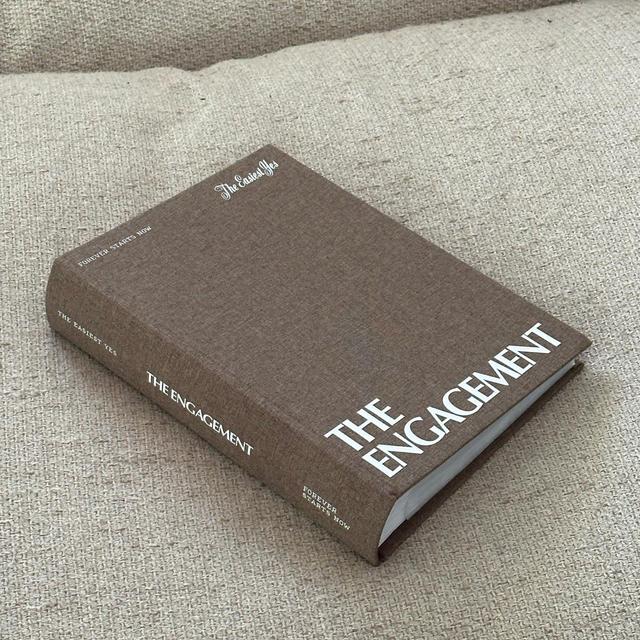 The Easiest Yes
FOREVER STARTS NOW
THE
ENGAGEMENT
THE EASIEST YES
THE ENGAGEMENT
FOREVER
STARTS NOW